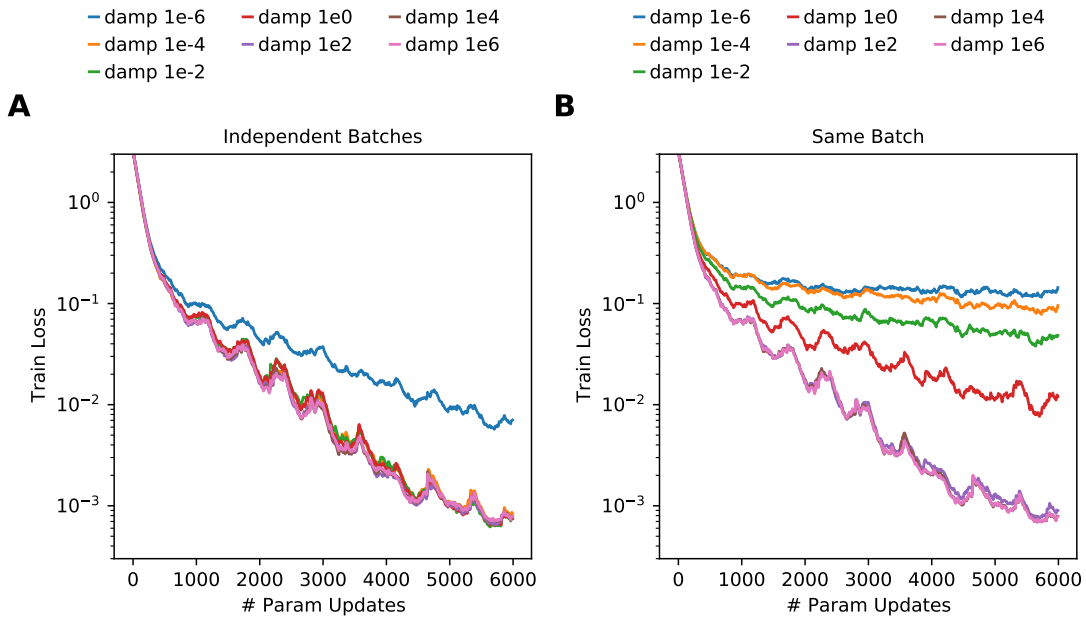 damp 1e-6 damp 1e0 damp 1e4
damp 1e-4 damp 1e2 damp 1e6
damp 1e-2
A
Independent Batches
Train Loss
10^0
10^-1
10^-2
10^-3
0 1000 2000 3000 4000 5000 6000
# Param Updates
damp 1e-6 damp 1e0 damp 1e4
damp 1e-4 damp 1e2 damp 1e6
damp 1e-2
B
Same Batch
Train Loss
10^0
10^-1
10^-2
10^-3
0 1000 2000 3000 4000 5000 6000
# Param Updates